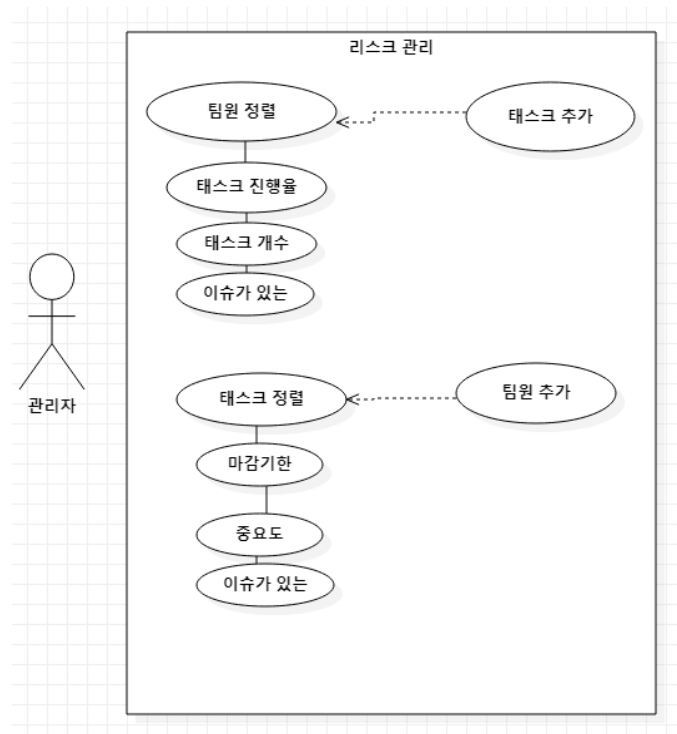 리스크 관리
팀원 정렬
태스크 추가
태스크 진행율
태스크 개수
이슈가 있는
관리자
태스크 정렬
팀원 추가
마감기한
중요도
이슈가 있는